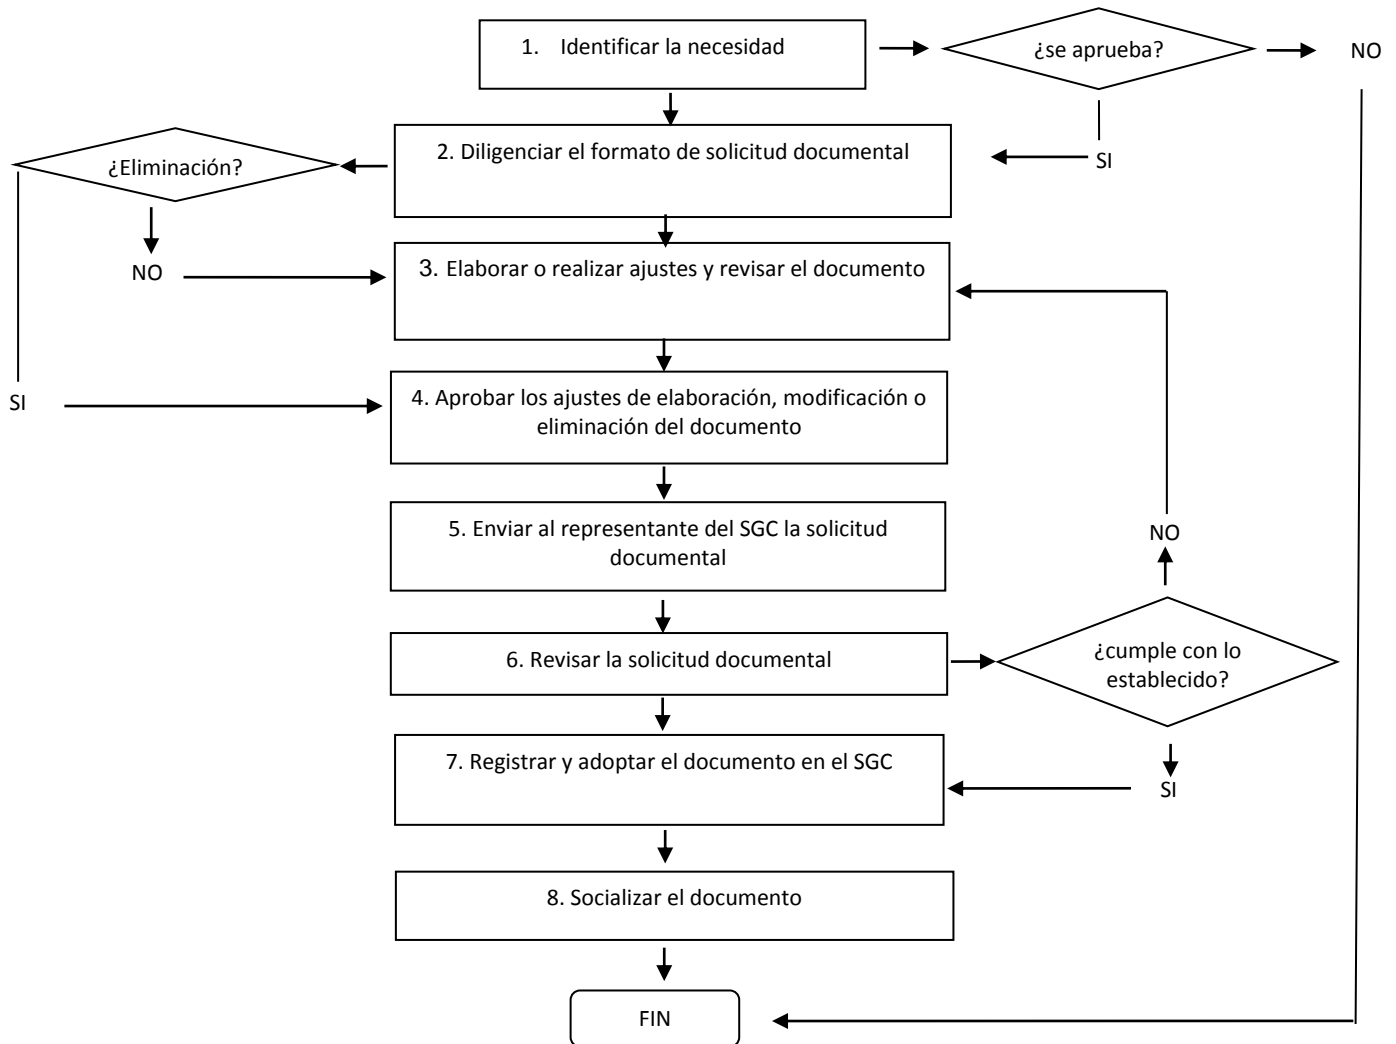 1. Identificar la necesidad
¿se aprueba?
NO
SI
2. Diligenciar el formato de solicitud documental
¿Eliminación?
NO
3. Elaborar o realizar ajustes y revisar el documento
SI
4. Aprobar los ajustes de elaboración, modificación o
eliminación del documento
5. Enviar al representante del SGC la solicitud
documental
NO
6. Revisar la solicitud documental
¿cumple con lo
establecido?
7. Registrar y adoptar el documento en el SGC
SI
8. Socializar el documento
FIN